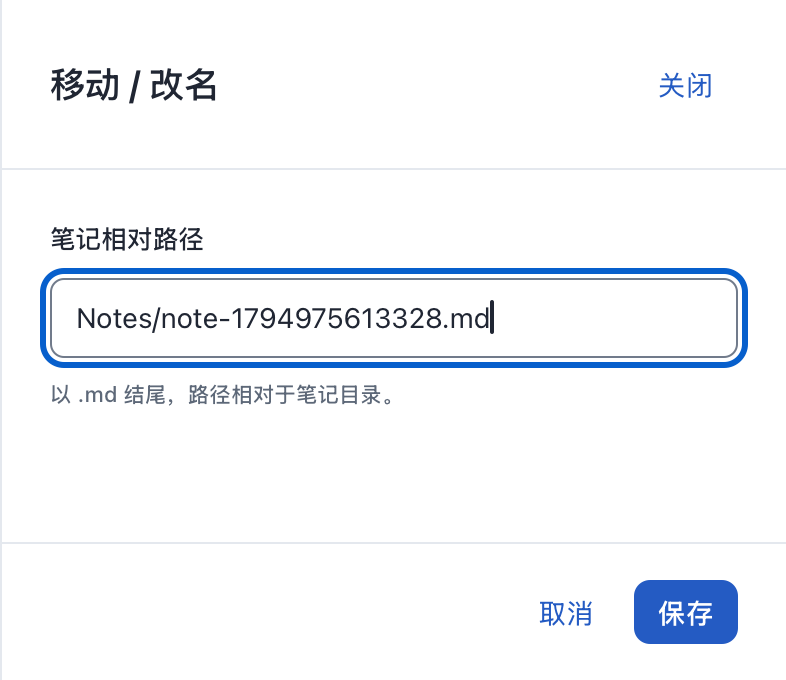 移动 / 改名
关闭
笔记相对路径
Notes/note-1794975613328.md
以 .md 结尾，路径相对于笔记目录。
取消
保存